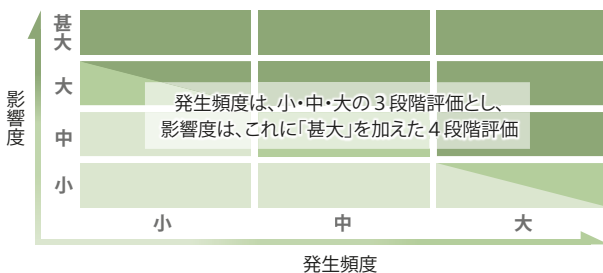 甚大
大
中
小
影響度
発生頻度は、小・中・大の3段階評価とし、
影響度は、これに「甚大」を加えた4段階評価
小
中
大
発生頻度